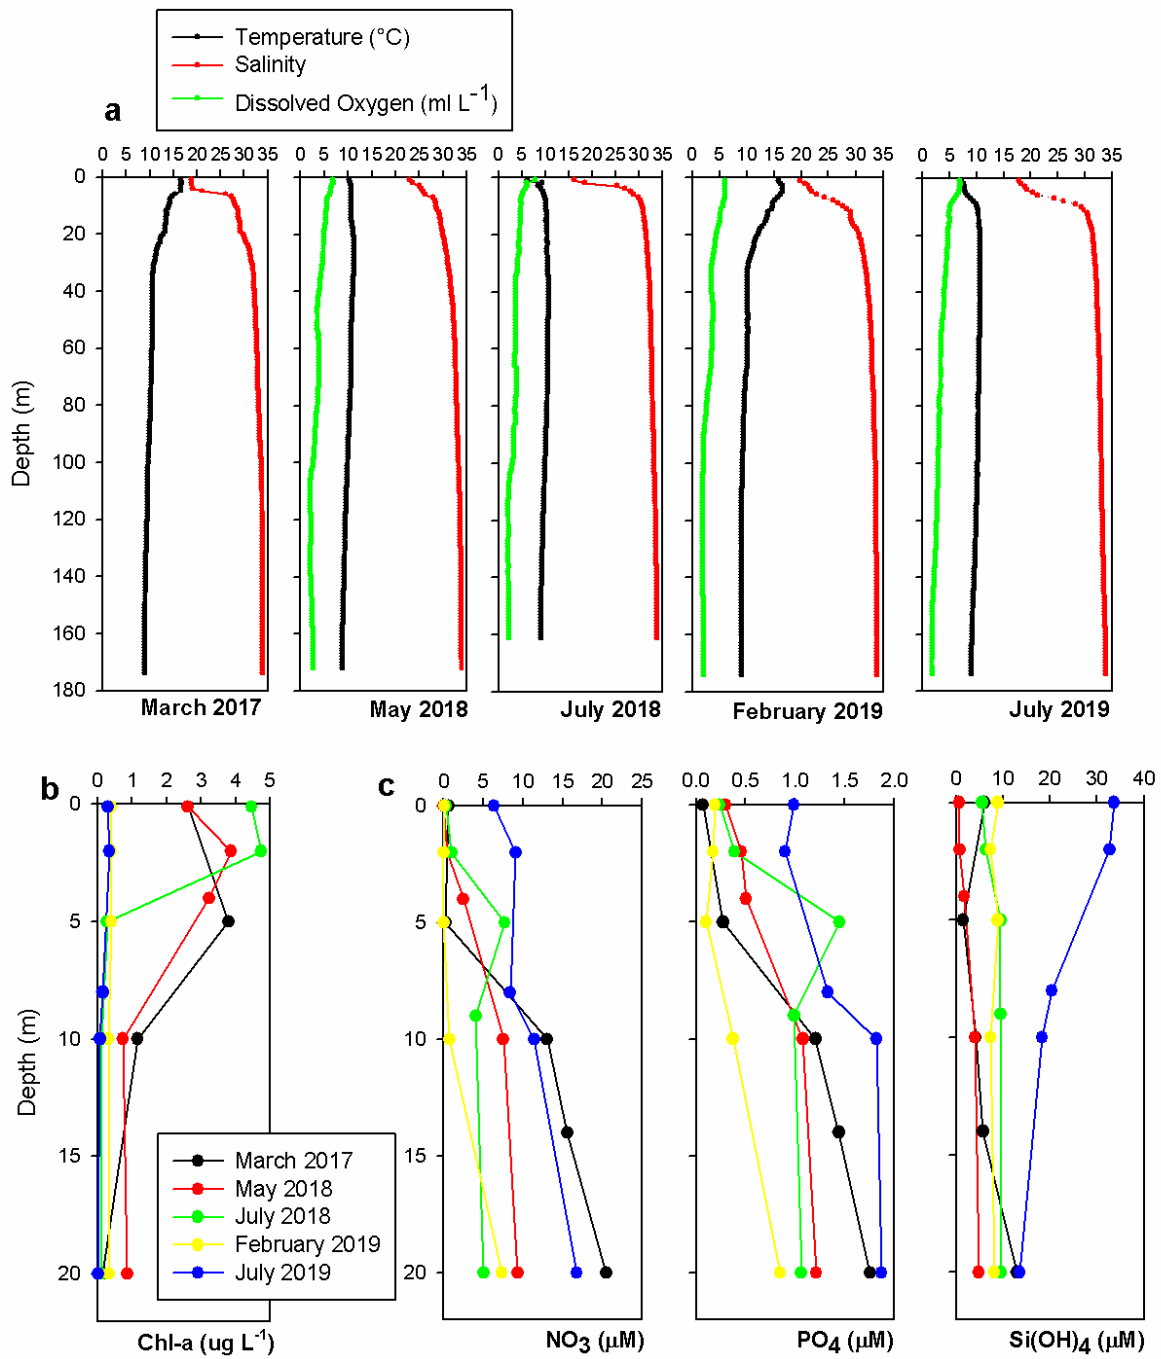 Temperature (°C)
Salinity
Dissolved Oxygen (ml L-1)
a
0 5 10 15 20 25 30 35
0 5 10 15 20 25 30 35
0 5 10 15 20 25 30 35
0 5 10 15 20 25 30 35
0 5 10 15 20 25 30 35
0
20
40
60
80
100
120
140
160
180
Depth (m)
March 2017
May 2018
July 2018
February 2019
July 2019
b
0 1 2 3 4 5
c
0 5 10 15 20 25
0.0 0.5 1.0 1.5 2.0
0 10 20 30 40
0
5
10
15
20
Depth (m)
March 2017
May 2018
July 2018
February 2019
July 2019
Chl-a (ug L-1)
NO3 (µM)
PO4 (µM)
Si(OH)4 (µM)